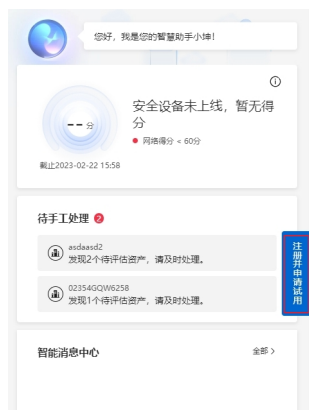 您好，我是您的智慧助手小坤！
安全设备未上线，暂无得
分
-- 分
网络得分 < 60分
截止2023-02-22 15:58
待手工处理 2
asdaasd2
发现2个待评估资产，请及时处理。
02354GQW6258
发现1个待评估资产，请及时处理。
注册并申请试用
智能消息中心
全部 >